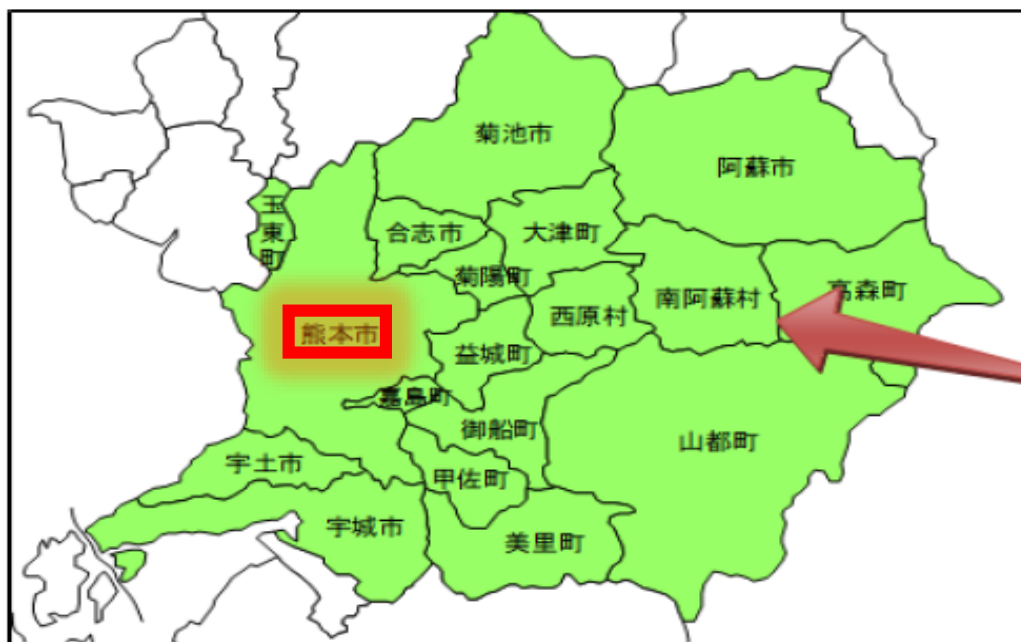 菊池市
阿蘇市
玉東町
合志市
大津町
菊陽町
南阿蘇村
高森町
西原村
熊本市
益城町
嘉島町
御船町
山都町
宇土市
甲佐町
宇城市
美里町